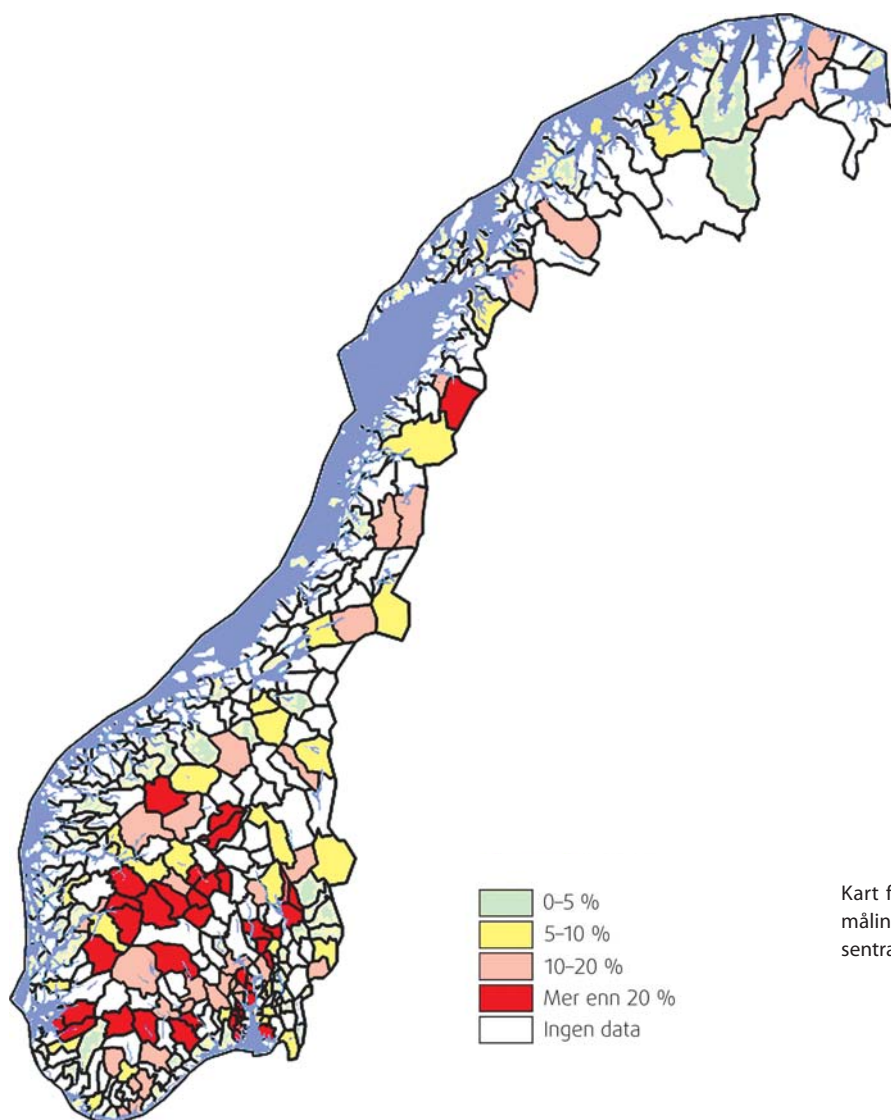 0–5 %
5–10 %
10–20 %
Mer enn 20 %
Ingen data
Kart f
målin
sentra